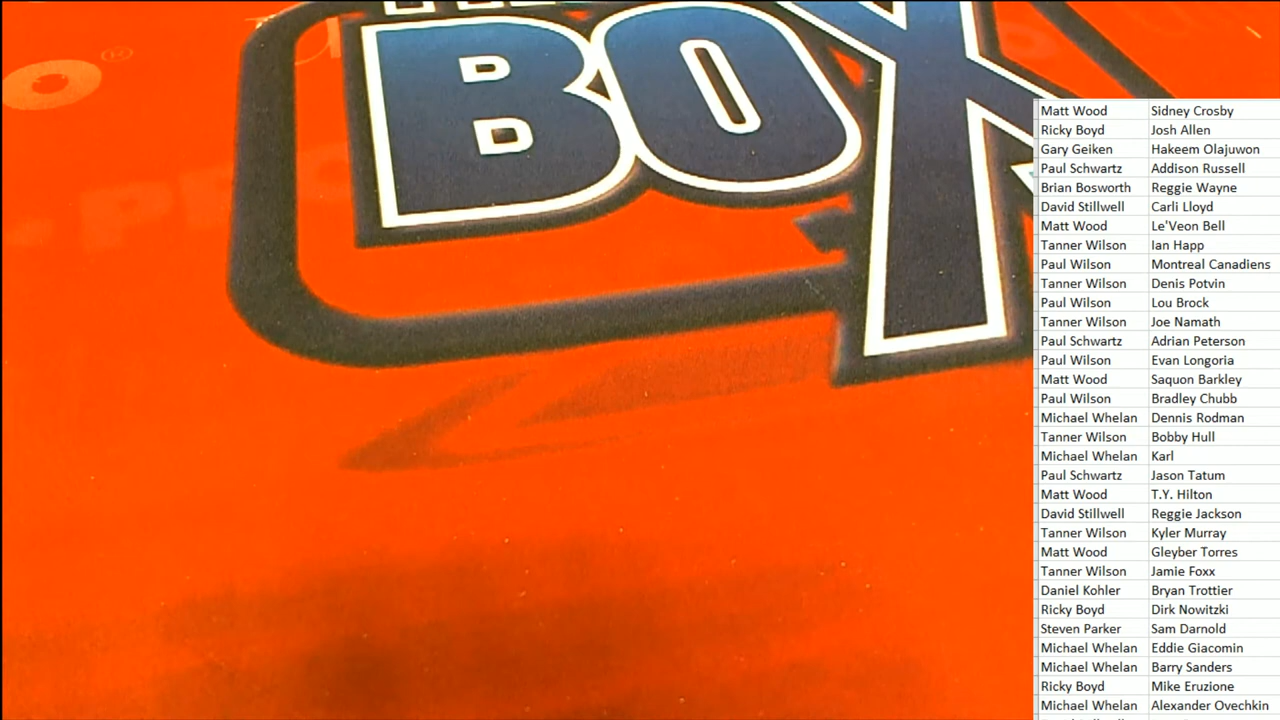 BOX
Matt Wood Sidney Crosby
Ricky Boyd Josh Allen
Gary Geiken Hakeem Olajuwon
Paul Schwartz Addison Russell
Brian Bosworth Reggie Wayne
David Stillwell Carli Lloyd
Matt Wood Le'Veon Bell
Tanner Wilson Ian Happ
Paul Wilson Montreal Canadiens
Tanner Wilson Denis Potvin
Paul Wilson Lou Brock
Tanner Wilson Joe Namath
Paul Schwartz Adrian Peterson
Paul Wilson Evan Longoria
Matt Wood Saquon Barkley
Paul Wilson Bradley Chubb
Michael Whelan Dennis Rodman
Tanner Wilson Bobby Hull
Michael Whelan Karl
Paul Schwartz Jason Tatum
Matt Wood T.Y. Hilton
David Stillwell Reggie Jackson
Tanner Wilson Kyler Murray
Matt Wood Gleyber Torres
Tanner Wilson Jamie Foxx
Daniel Kohler Bryan Trottier
Ricky Boyd Dirk Nowitzki
Steven Parker Sam Darnold
Michael Whelan Eddie Giacomin
Michael Whelan Barry Sanders
Ricky Boyd Mike Eruzione
Michael Whelan Alexander Ovechkin